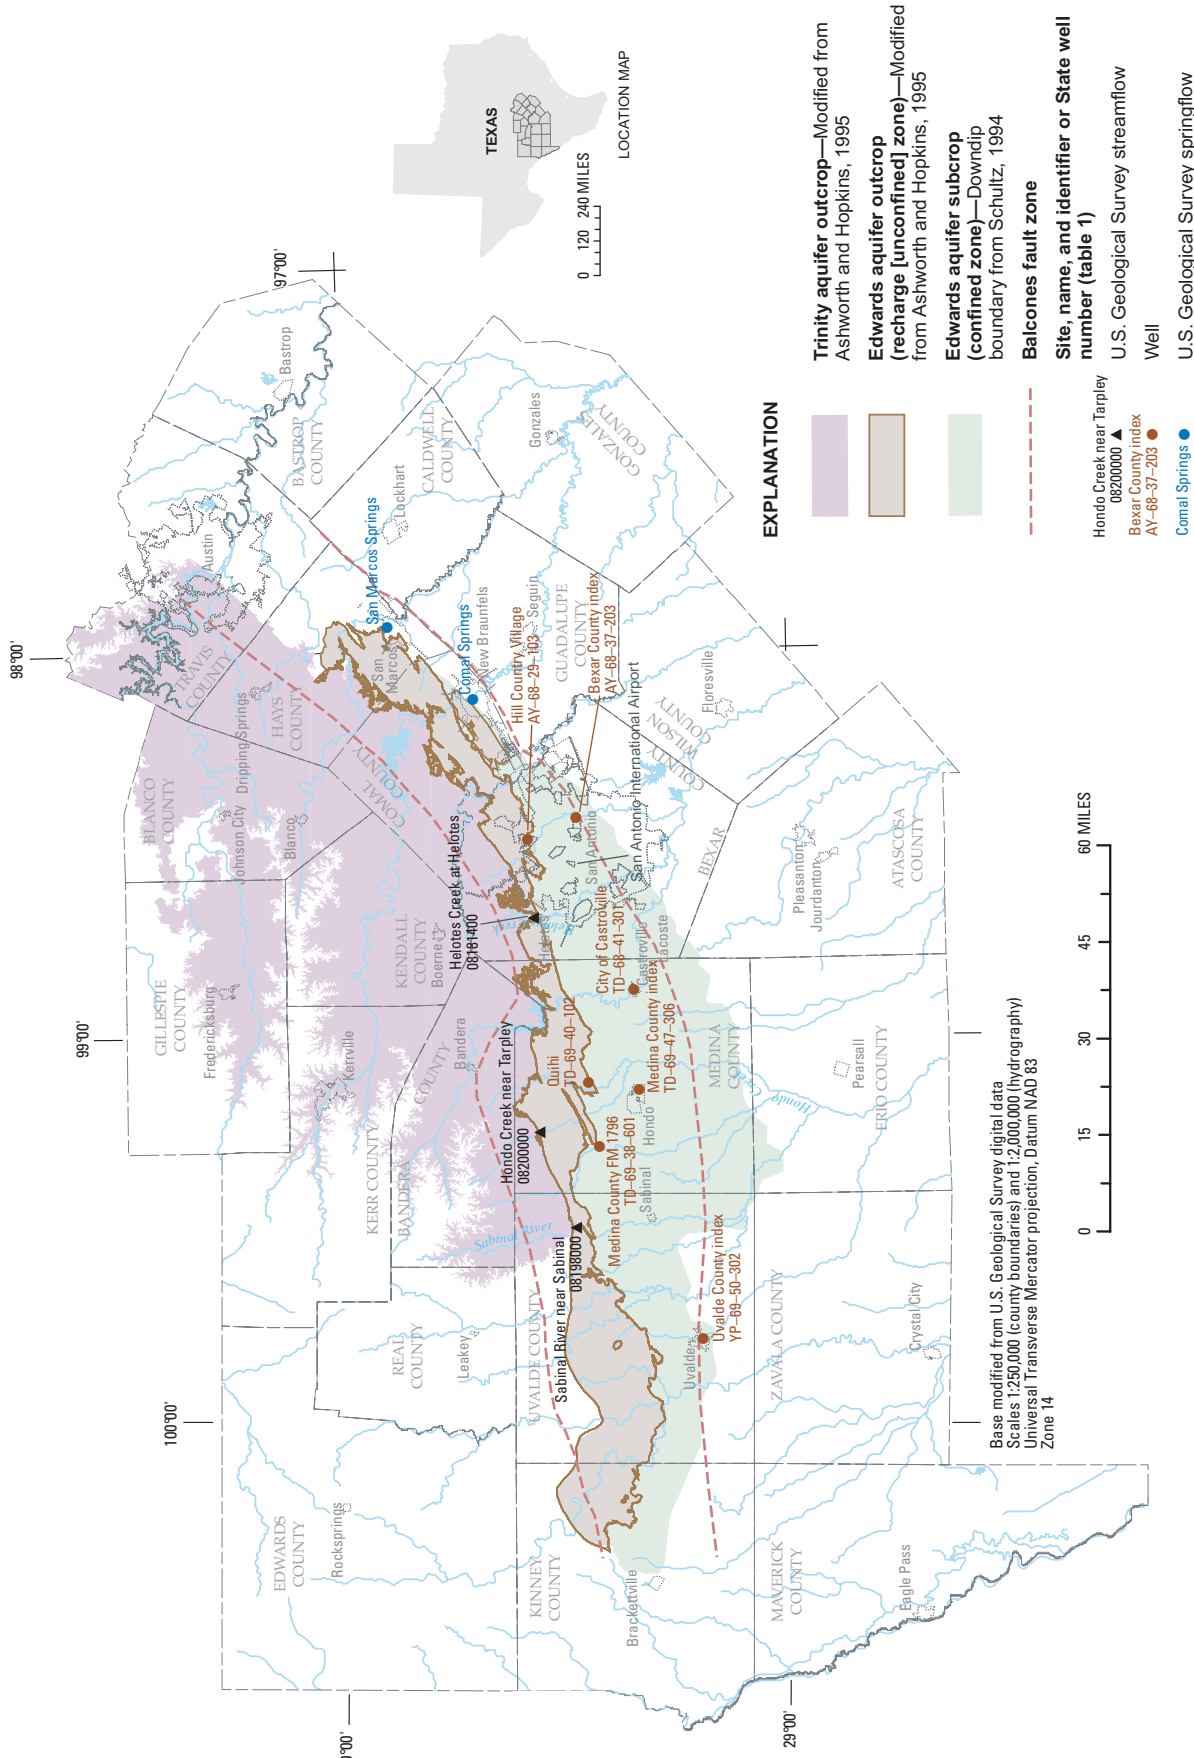 98°00'
97°00'
99°00'
100°00'
0°00'
29°00'
TRAVIS
COUNTY
Austin
BASTROP
COUNTY
Bastrop
BLANCO
COUNTY
Johnson City
Dripping Springs
HAYS
COUNTY
Blanco
San Marcos Springs
San
Marcos
Lockhart
CALDWELL
COUNTY
GILLESPIE
COUNTY
Fredericksburg
KENDALL
COUNTY
Boerne
COMAL
COUNTY
Comal Springs
New Braunfels
Seguin
GUADALUPE
COUNTY
Gonzales
GONZALES
COUNTY
Hill Country Village
AY–68–29–103
Bexar County index
AY–68–37–203
Helotes Creek at Helotes
08181400
Helotes
Helotes Creek
San Antonio
San Antonio International Airport
WILSON
COUNTY
COUNTY
Floresville
BEXAR
Kerrville
KERR COUNTY
BANDERA
COUNTY
Bandera
Hondo Creek near Tarpley
08200000
Quihi
TD–69–40–102
City of Castroville
TD–68–41–301
Castroville
Lacoste
Medina County index
TD–69–47–306
Medina County FM 1796
TD–69–38–601
Hondo
Hondo Creek
MEDINA
COUNTY
Pleasanton
Jourdanton
ATASCOSA
COUNTY
Pearsall
FRIO COUNTY
REAL
COUNTY
Leakey
Sabinal River
Sabinal River near Sabinal
08198000
Sabinal
UVALDE COUNTY
Uvalde
Uvalde County index
YP–69–50–302
ZAVALA COUNTY
Crystal City
EDWARDS
COUNTY
Rocksprings
KINNEY
COUNTY
Brackettville
MAVERICK
COUNTY
Eagle Pass
Base modified from U.S. Geological Survey digital data
Scales 1:250,000 (county boundaries) and 1:2,000,000 (hydrography)
Universal Transverse Mercator projection, Datum NAD 83
Zone 14
0 15 30 45 60 MILES
TEXAS
0 120 240 MILES
LOCATION MAP
EXPLANATION
Trinity aquifer outcrop—Modified from
Ashworth and Hopkins, 1995
Edwards aquifer outcrop
(recharge [unconfined] zone)—Modified
from Ashworth and Hopkins, 1995
Edwards aquifer subcrop
(confined zone)—Downdip
boundary from Schultz, 1994
Balcones fault zone
Site, name, and identifier or State well
number (table 1)
Hondo Creek near Tarpley
08200000
U.S. Geological Survey streamflow
Bexar County index
AY–68–37–203
Well
Comal Springs
U.S. Geological Survey springflow